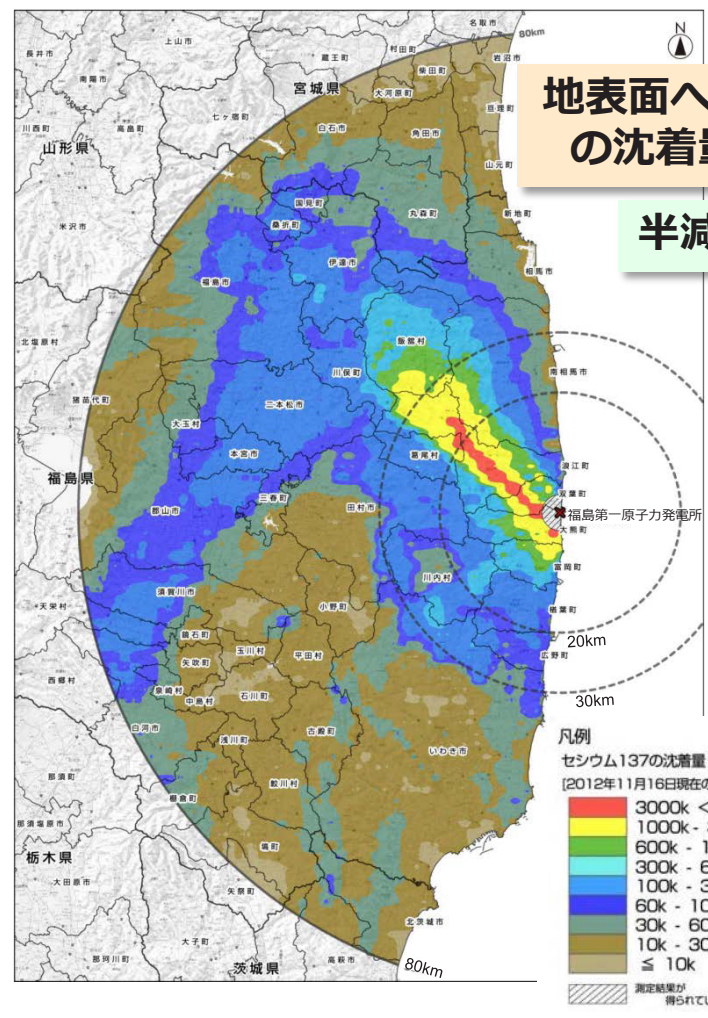 名取市
80km
N
上山市
長井市
村田町
岩沼市
蔵王町
柴田町
南陽市
宮城県
大河原町
地表面へ
の沈着量
亘理町
七ヶ宿町
川西町
高畠町
白石市
角田市
山形県
山元町
国見町
丸森町
新地町
半減
米沢市
桑折町
伊達市
相馬市
福島市
北塩原村
飯舘村
川俣町
南相馬市
猪苗代町
二本松市
大玉村
本宮市
葛尾村
浪江町
福島県
双葉町
三春町
田村市
郡山市
福島第一原子力発電所
大熊町
富岡町
川内村
須賀川市
天栄村
小野町
楢葉町
鏡石町
20km
玉川村
平田村
広野町
矢吹町
西郷村
泉崎村
中島村
石川町
30km
白河市
古殿町
浅川町
いわき市
凡例
セシウム137の沈着量
[2012年11月16日現在の
那須町
鮫川村
棚倉町
3000k <
那須塩原市
1000k -
塙町
600k - 1
栃木県
300k - 6
大田原市
100k - 3
矢祭町
60k - 10
北茨城市
30k - 60
大子町
10k - 30
那珂川町
茨城県
高萩市
80km
≦ 10k
測定結果が
得られてい